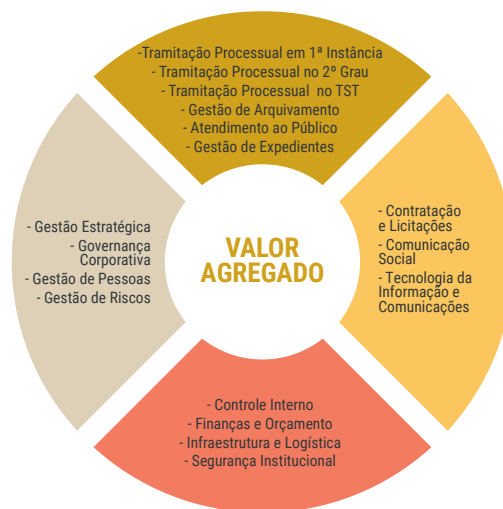 -Tramitação Processual em 1ª Instância
- Tramitação Processual no 2º Grau
- Tramitação Processual no TST
- Gestão de Arquivamento
- Atendimento ao Público
- Gestão de Expedientes
- Gestão Estratégica
- Governança
Corporativa
- Gestão de Pessoas
- Gestão de Riscos
VALOR
AGREGADO
- Contratação
e Licitações
- Comunicação
Social
- Tecnologia da
Informação e
Comunicações
- Controle Interno
- Finanças e Orçamento
- Infraestrutura e Logística
- Segurança Institucional